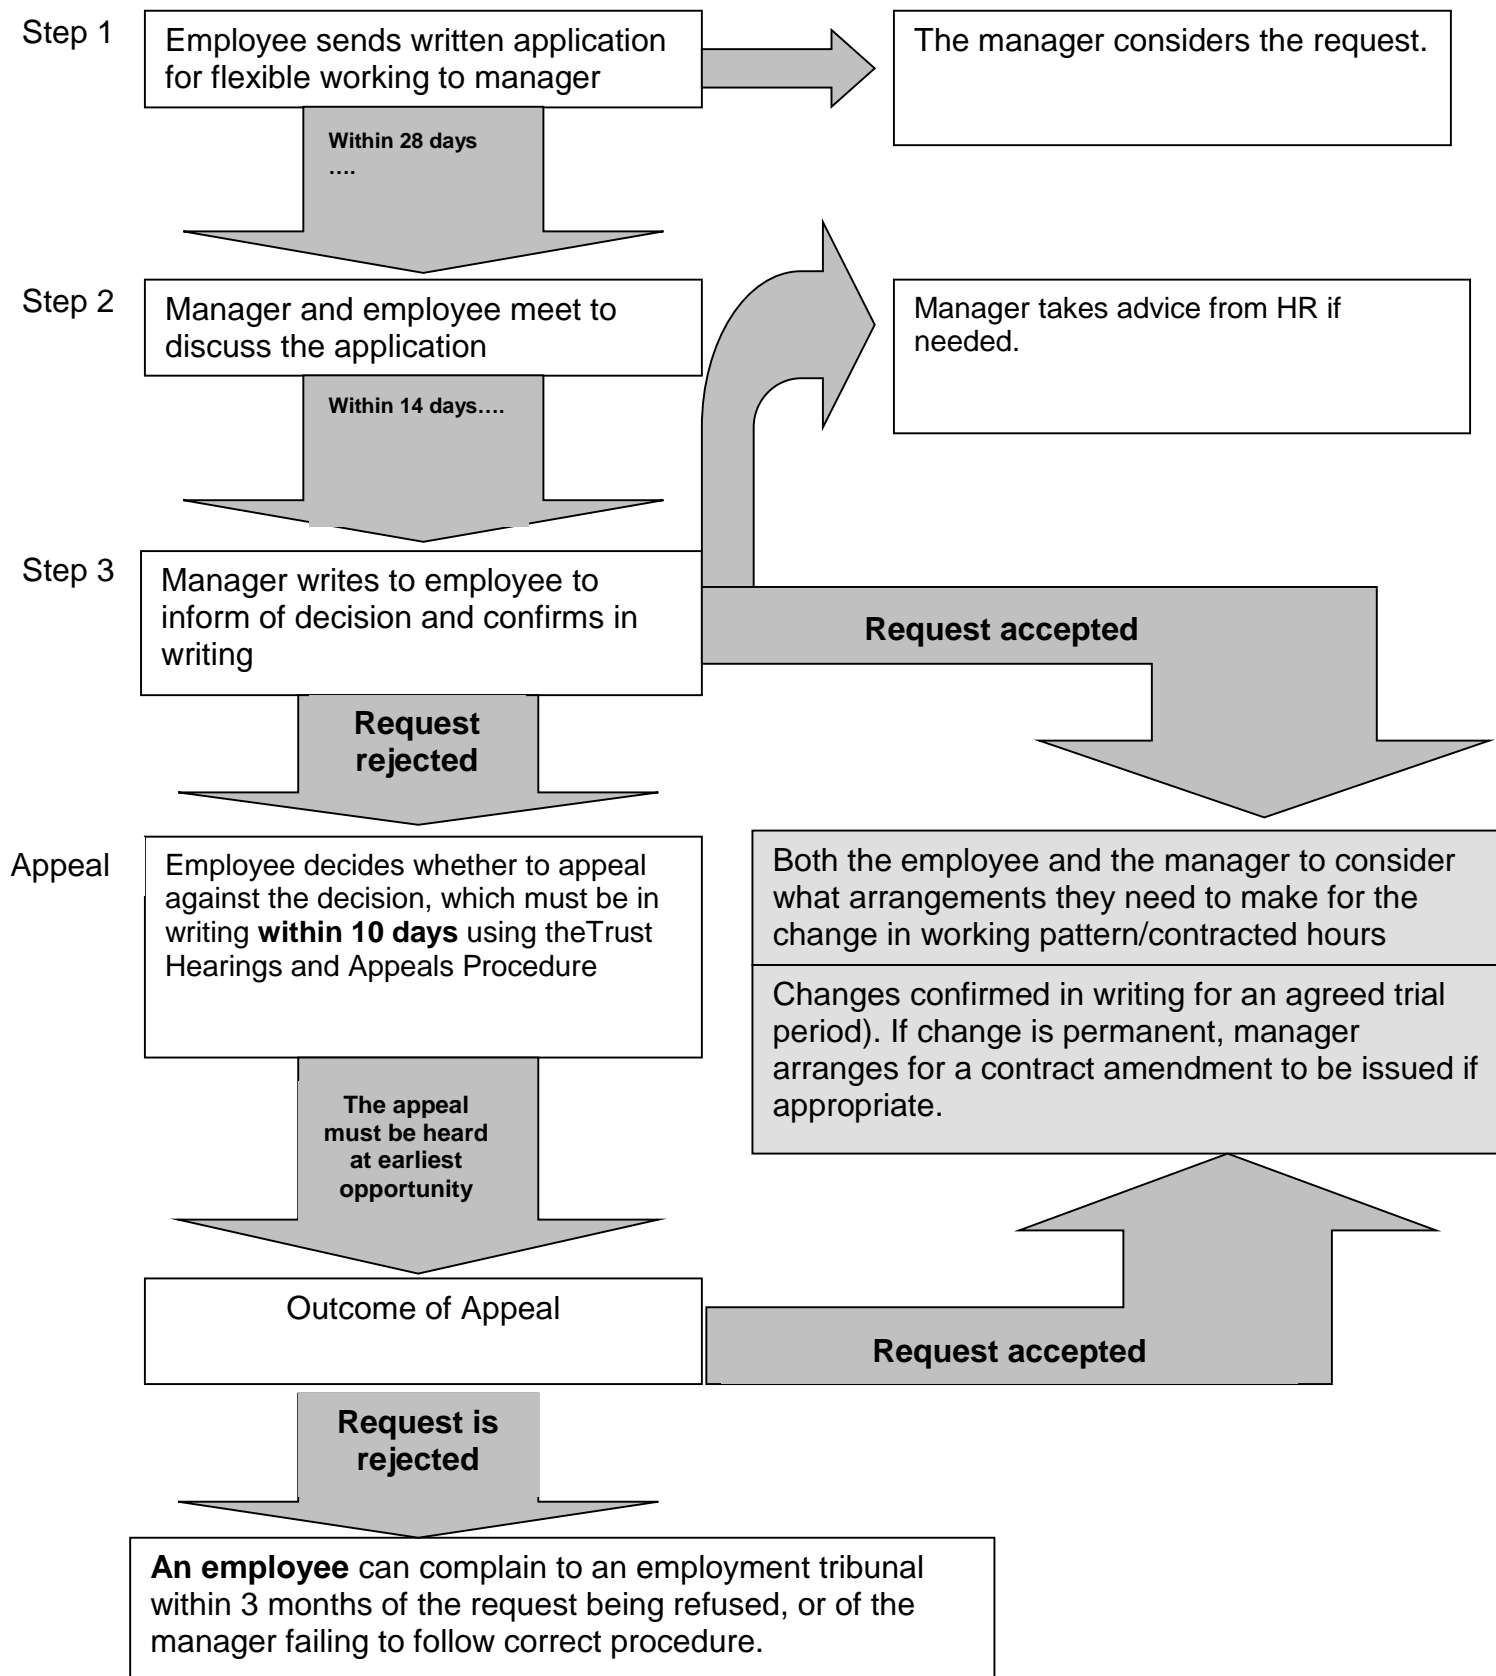 Step 1
Employee sends written application
for flexible working to manager
The manager considers the request.
Within 28 days
....
Step 2
Manager and employee meet to
discuss the application
Manager takes advice from HR if
needed.
Within 14 days....
Step 3
Manager writes to employee to
inform of decision and confirms in
writing
Request accepted
Request
rejected
Appeal
Employee decides whether to appeal
against the decision, which must be in
writing within 10 days using theTrust
Hearings and Appeals Procedure
Both the employee and the manager to consider
what arrangements they need to make for the
change in working pattern/contracted hours
Changes confirmed in writing for an agreed trial
period). If change is permanent, manager
arranges for a contract amendment to be issued if
appropriate.
The appeal
must be heard
at earliest
opportunity
Outcome of Appeal
Request accepted
Request is
rejected
An employee can complain to an employment tribunal
within 3 months of the request being refused, or of the
manager failing to follow correct procedure.